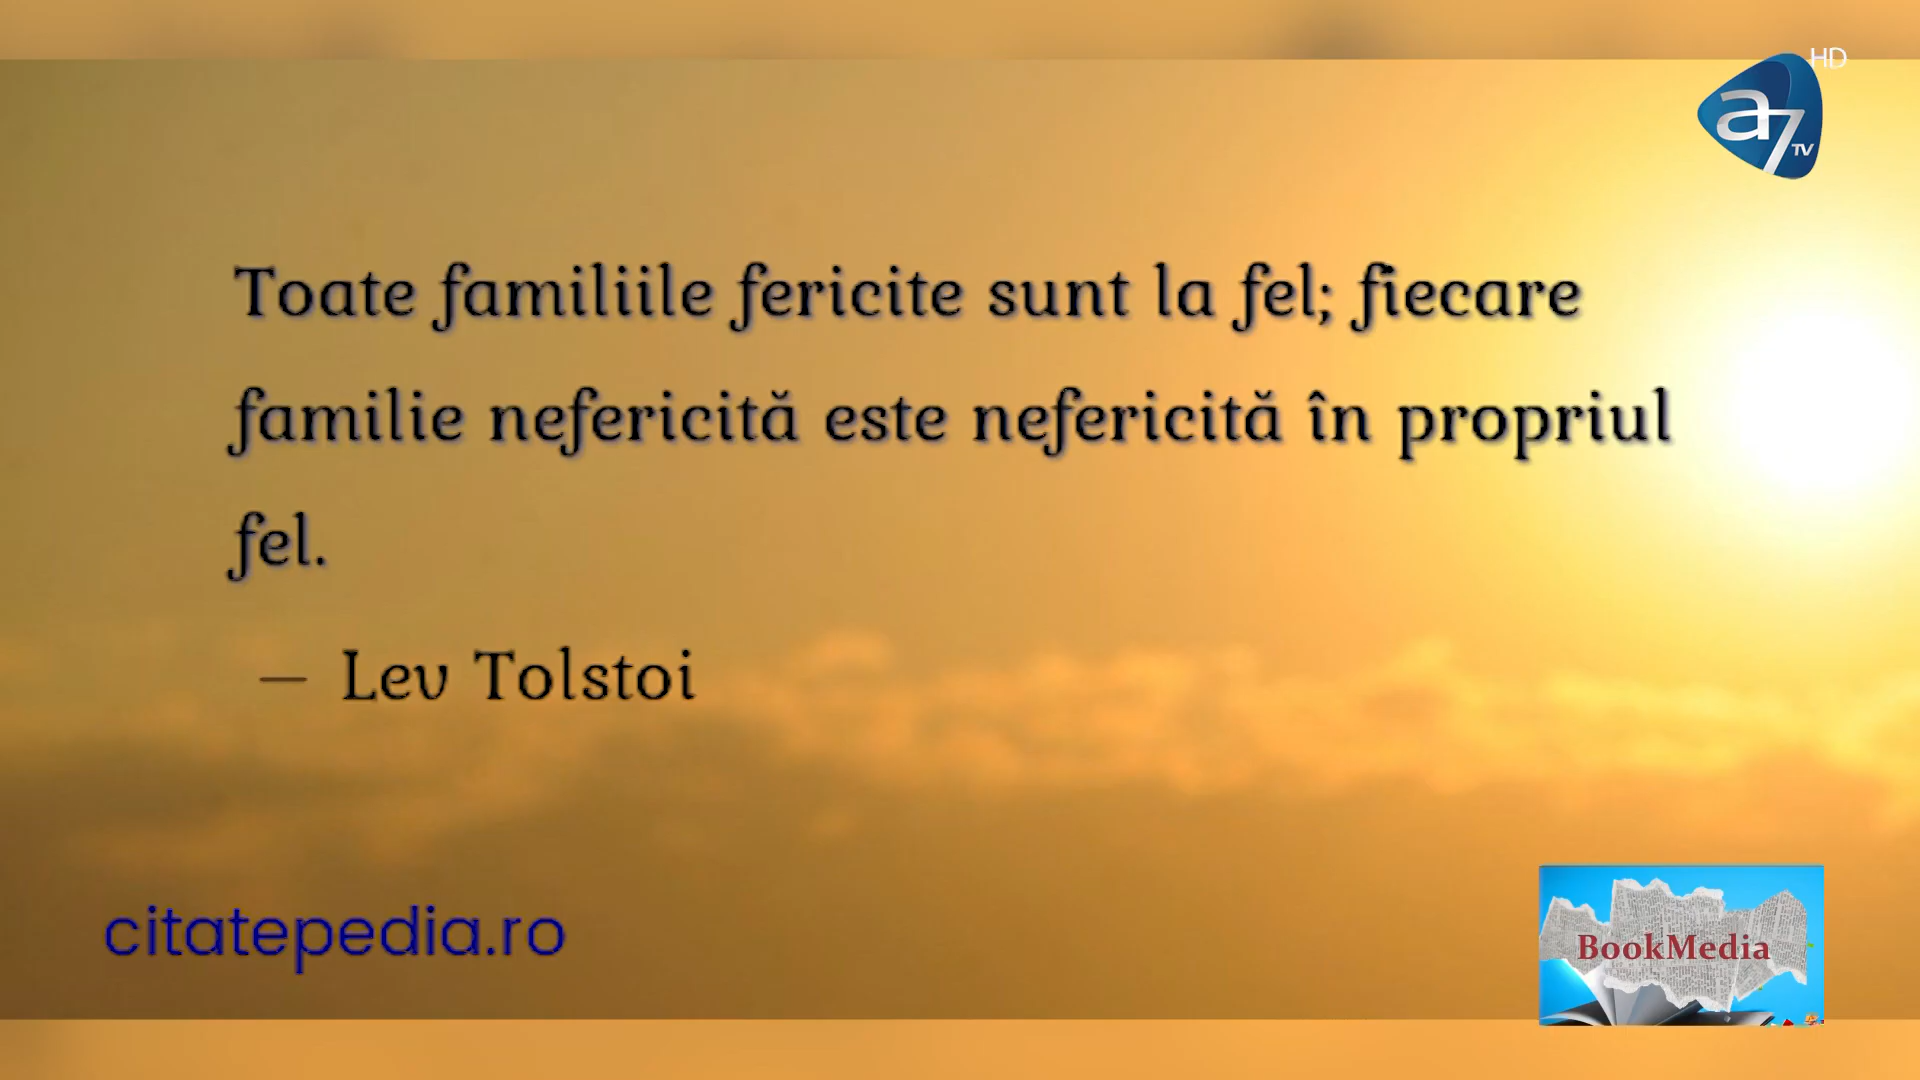 HD
a7 TV
Toate familiile fericite sunt la fel; fiecare
familie nefericită este nefericită în propriul
fel.
— Lev Tolstoi
citatepedia.ro
BookMedia